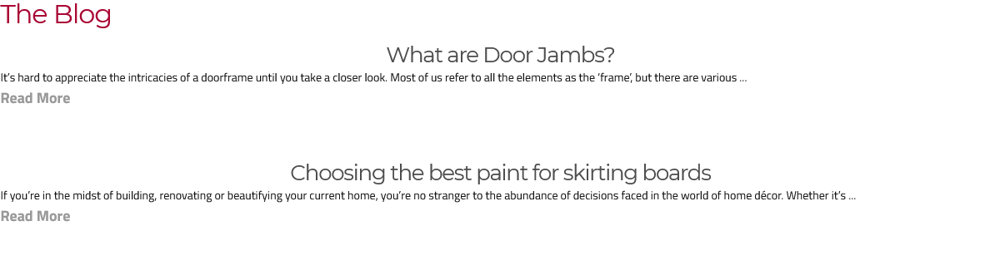 The Blog
What are Door Jambs?
It’s hard to appreciate the intricacies of a doorframe until you take a closer look. Most of us refer to all the elements as the ‘frame’, but there are various ...
Read More
Choosing the best paint for skirting boards
If you’re in the midst of building, renovating or beautifying your current home, you’re no stranger to the abundance of decisions faced in the world of home décor. Whether it’s ...
Read More